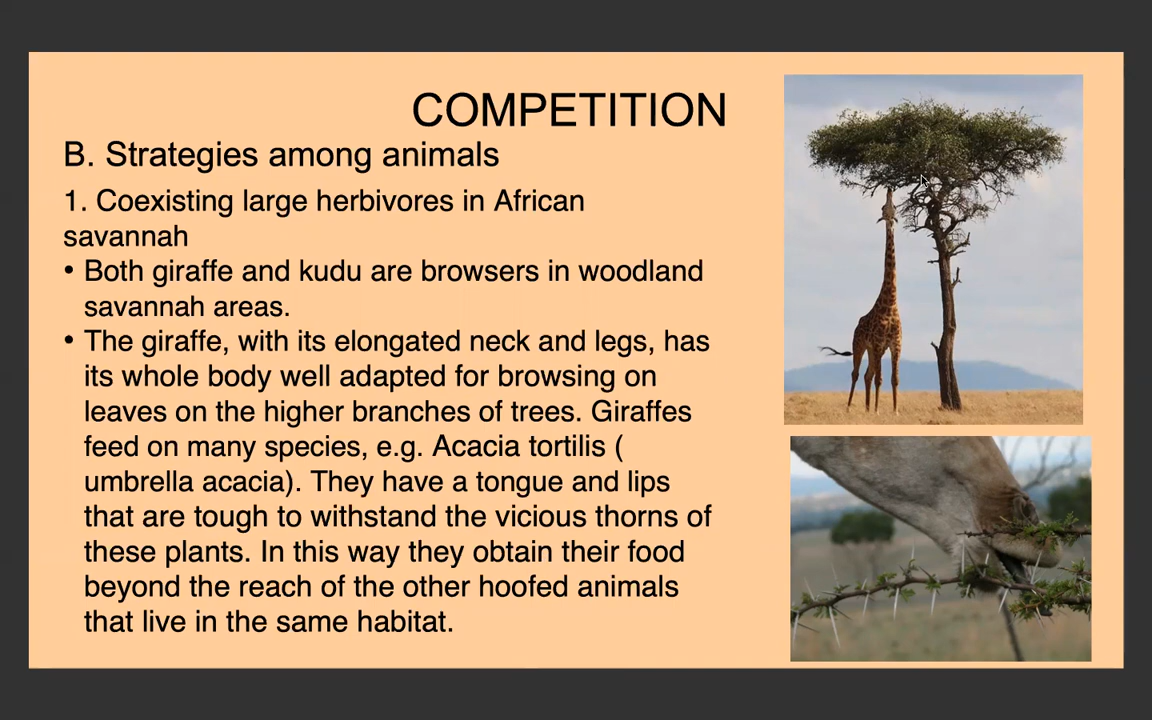 COMPETITION
B. Strategies among animals
1. Coexisting large herbivores in African
savannah
• Both giraffe and kudu are browsers in woodland
savannah areas.
• The giraffe, with its elongated neck and legs, has
its whole body well adapted for browsing on
leaves on the higher branches of trees. Giraffes
feed on many species, e.g. Acacia tortilis (
umbrella acacia). They have a tongue and lips
that are tough to withstand the vicious thorns of
these plants. In this way they obtain their food
beyond the reach of the other hoofed animals
that live in the same habitat.